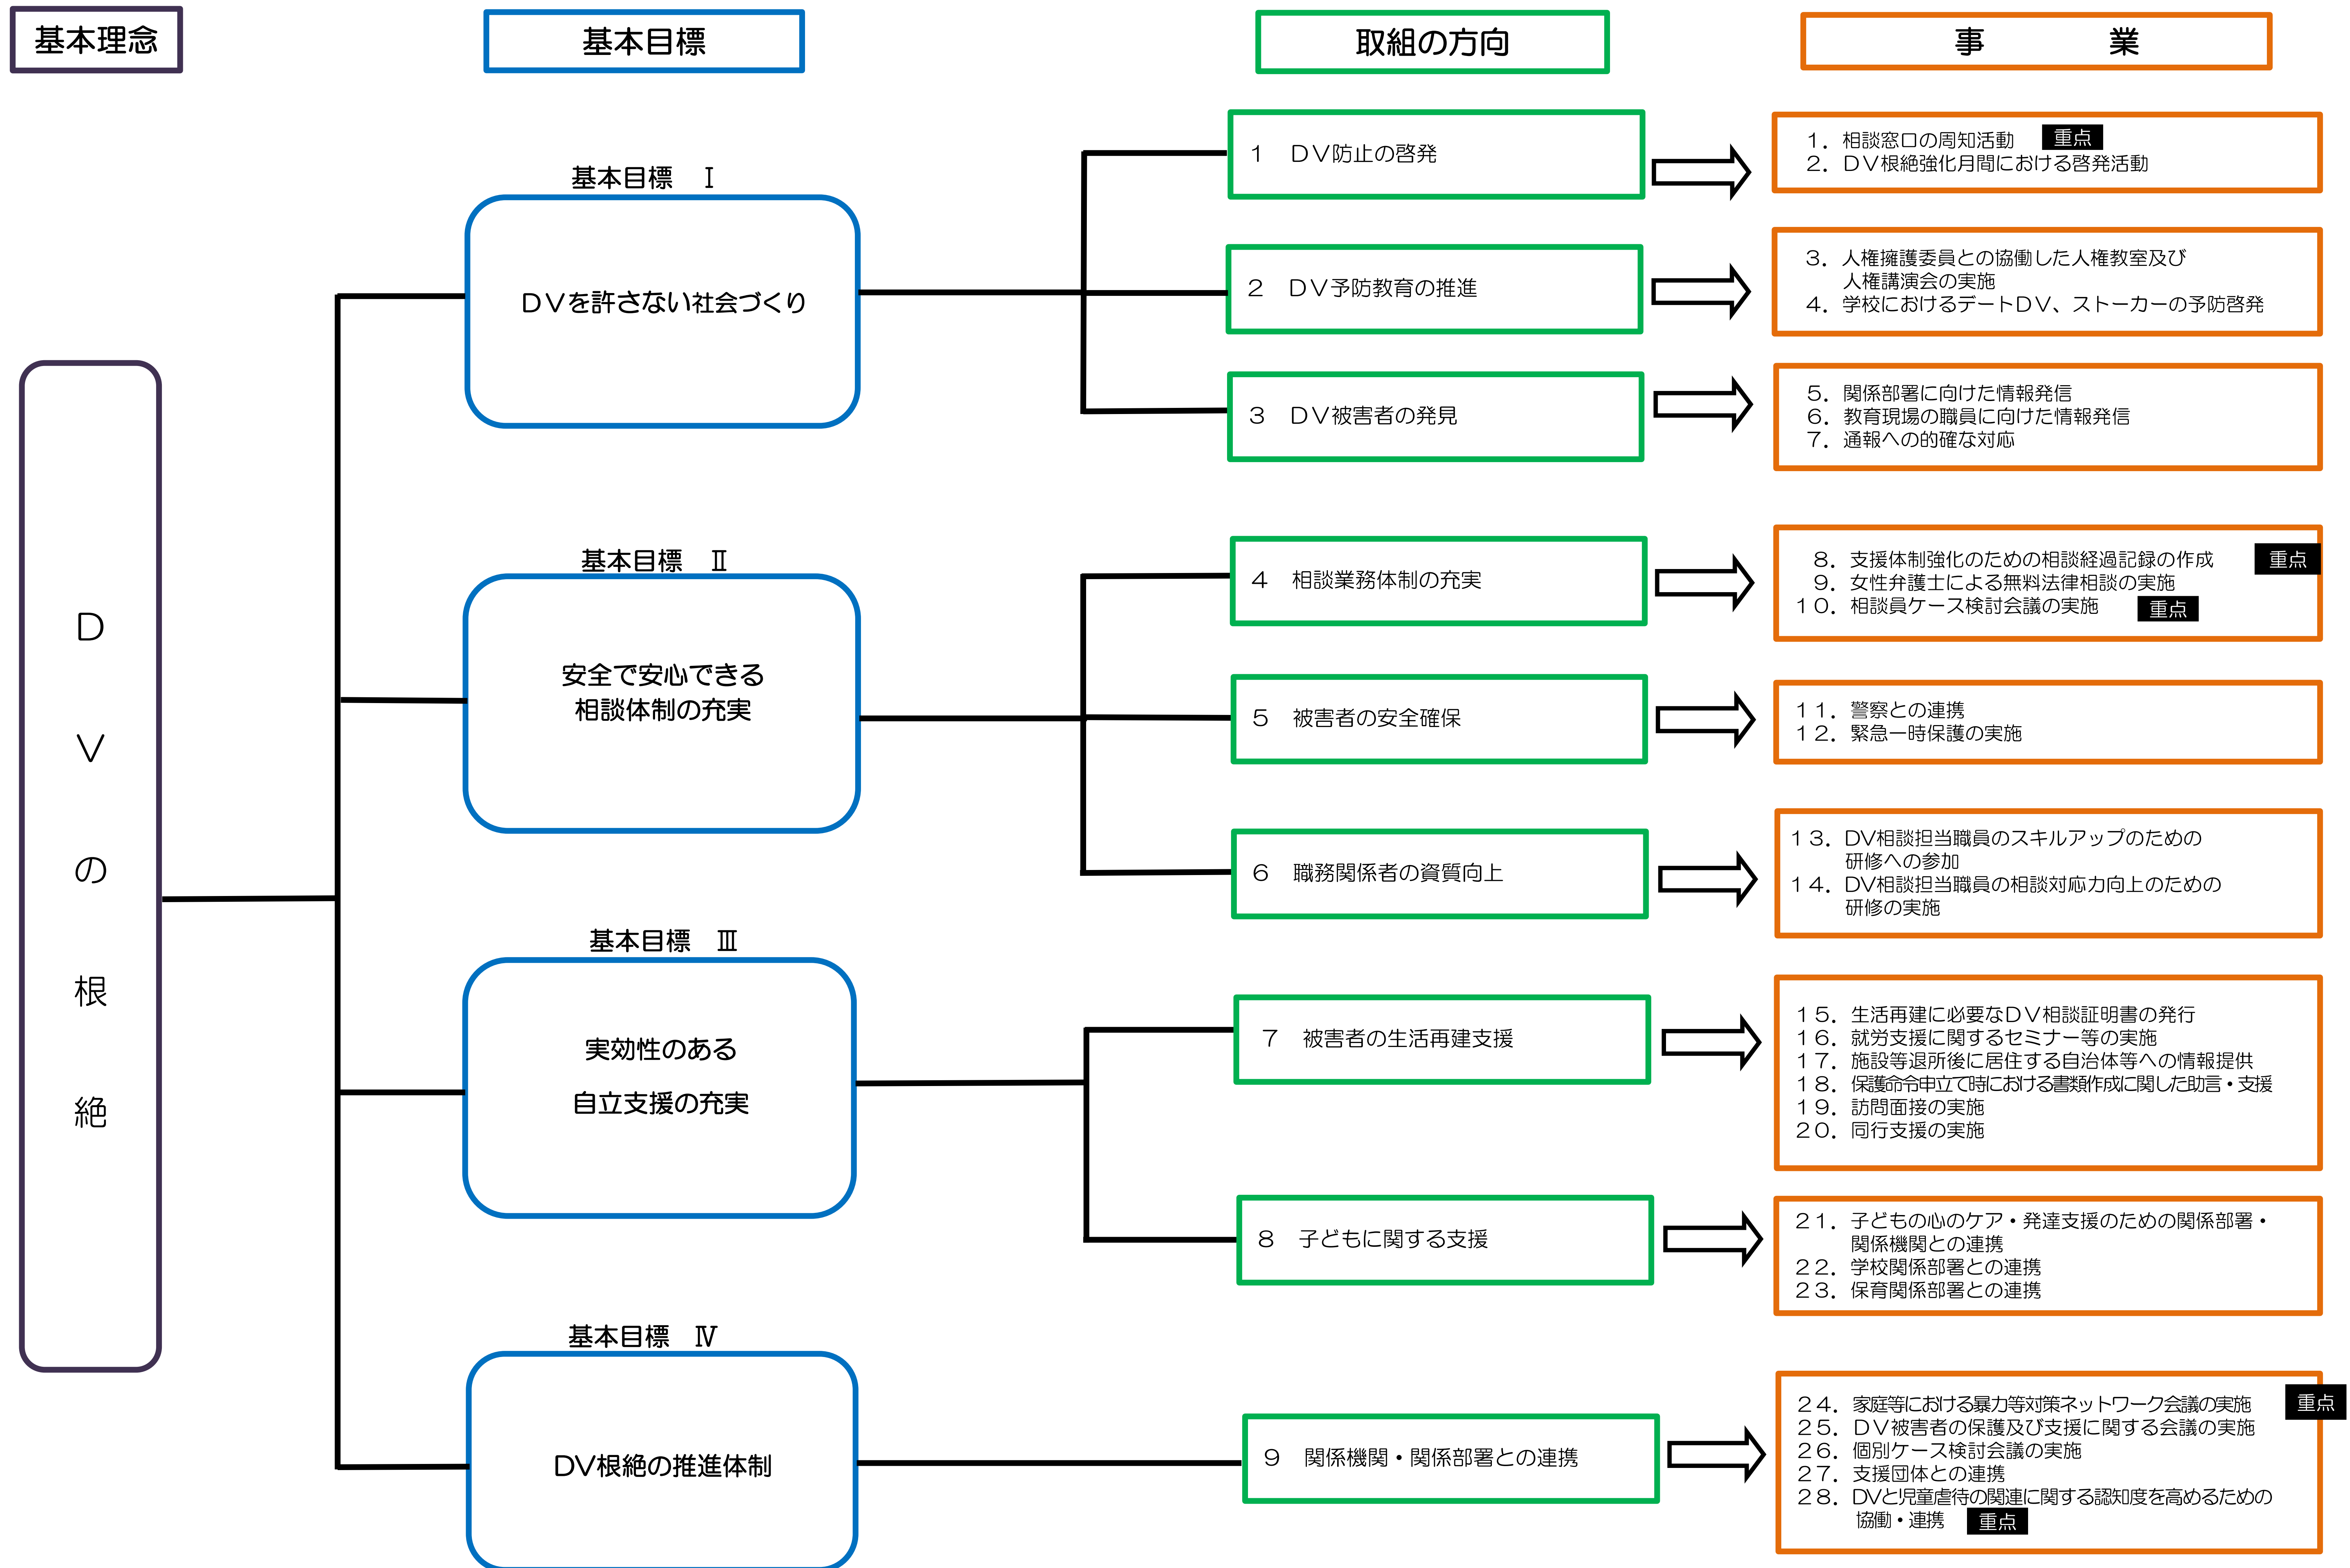 基本理念
基本目標
取組の方向
事　業
DVの根絶
基本目標　Ⅰ
DVを許さない社会づくり
1　DV防止の啓発
1．相談窓口の周知活動　重点
2．DV根絶強化月間における啓発活動
2　DV予防教育の推進
3．人権擁護委員との協働した人権教室及び
人権講演会の実施
4．学校におけるデートDV、ストーカーの予防啓発
3　DV被害者の発見
5．関係部署に向けた情報発信
6．教育現場の職員に向けた情報発信
7．通報への的確な対応
基本目標　Ⅱ
安全で安心できる
相談体制の充実
4　相談業務体制の充実
8．支援体制強化のための相談経過記録の作成　重点
9．女性弁護士による無料法律相談の実施
10．相談員ケース検討会議の実施　重点
5　被害者の安全確保
11．警察との連携
12．緊急一時保護の実施
6　職務関係者の資質向上
13．DV相談担当職員のスキルアップのための
研修への参加
14．DV相談担当職員の相談対応力向上のための
研修の実施
基本目標　Ⅲ
実効性のある
自立支援の充実
7　被害者の生活再建支援
15．生活再建に必要なDV相談証明書の発行
16．就労支援に関するセミナー等の実施
17．施設等退所後に居住する自治体等への情報提供
18．保護命令申立て時における書類作成に関した助言・支援
19．訪問面接の実施
20．同行支援の実施
8　子どもに関する支援
21．子どもの心のケア・発達支援のための関係部署・
関係機関との連携
22．学校関係部署との連携
23．保育関係部署との連携
基本目標　Ⅳ
DV根絶の推進体制
9　関係機関・関係部署との連携
24．家庭等における暴力等対策ネットワーク会議の実施　重点
25．DV被害者の保護及び支援に関する会議の実施
26．個別ケース検討会議の実施
27．支援団体との連携
28．DVと児童虐待の関連に関する認知度を高めるための
協働・連携　重点